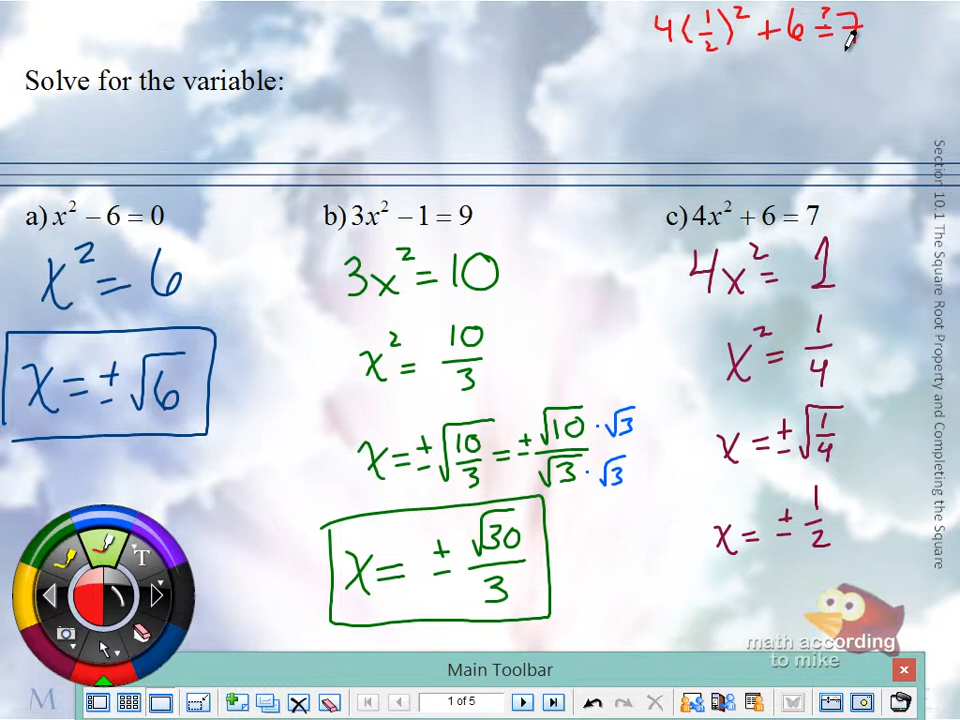 4(1/2)² + 6 ≟ 7
Solve for the variable:
a) x² − 6 = 0
x² = 6
x = ±√6
b) 3x² − 1 = 9
3x² = 10
x² = 10/3
x = ±√(10/3) = ±√10/√3 · √3/√3
x = ±√30/3
c) 4x² + 6 = 7
4x² = 1
x² = 1/4
x = ±√(1/4)
x = ±1/2
Section 10.1 The Square Root Property and Completing the Square
T
math according
to mike
M
Main Toolbar
1 of 5